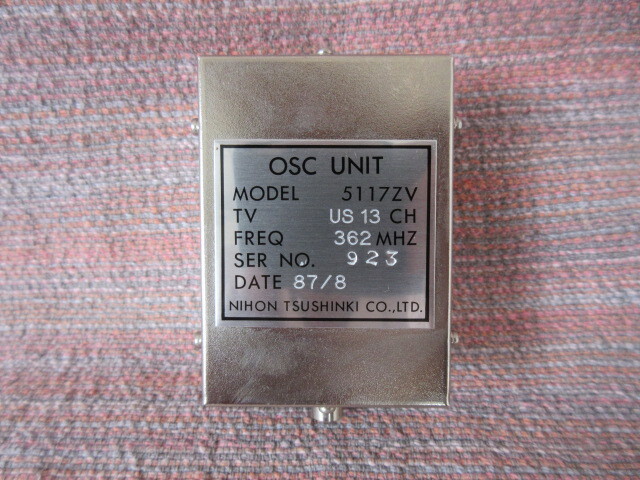 OSC UNIT
MODEL 5117ZV
TV US 13 CH
FREQ 362 MHZ
SER NO. 923
DATE 87/8
NIHON TSUSHINKI CO.,LTD.